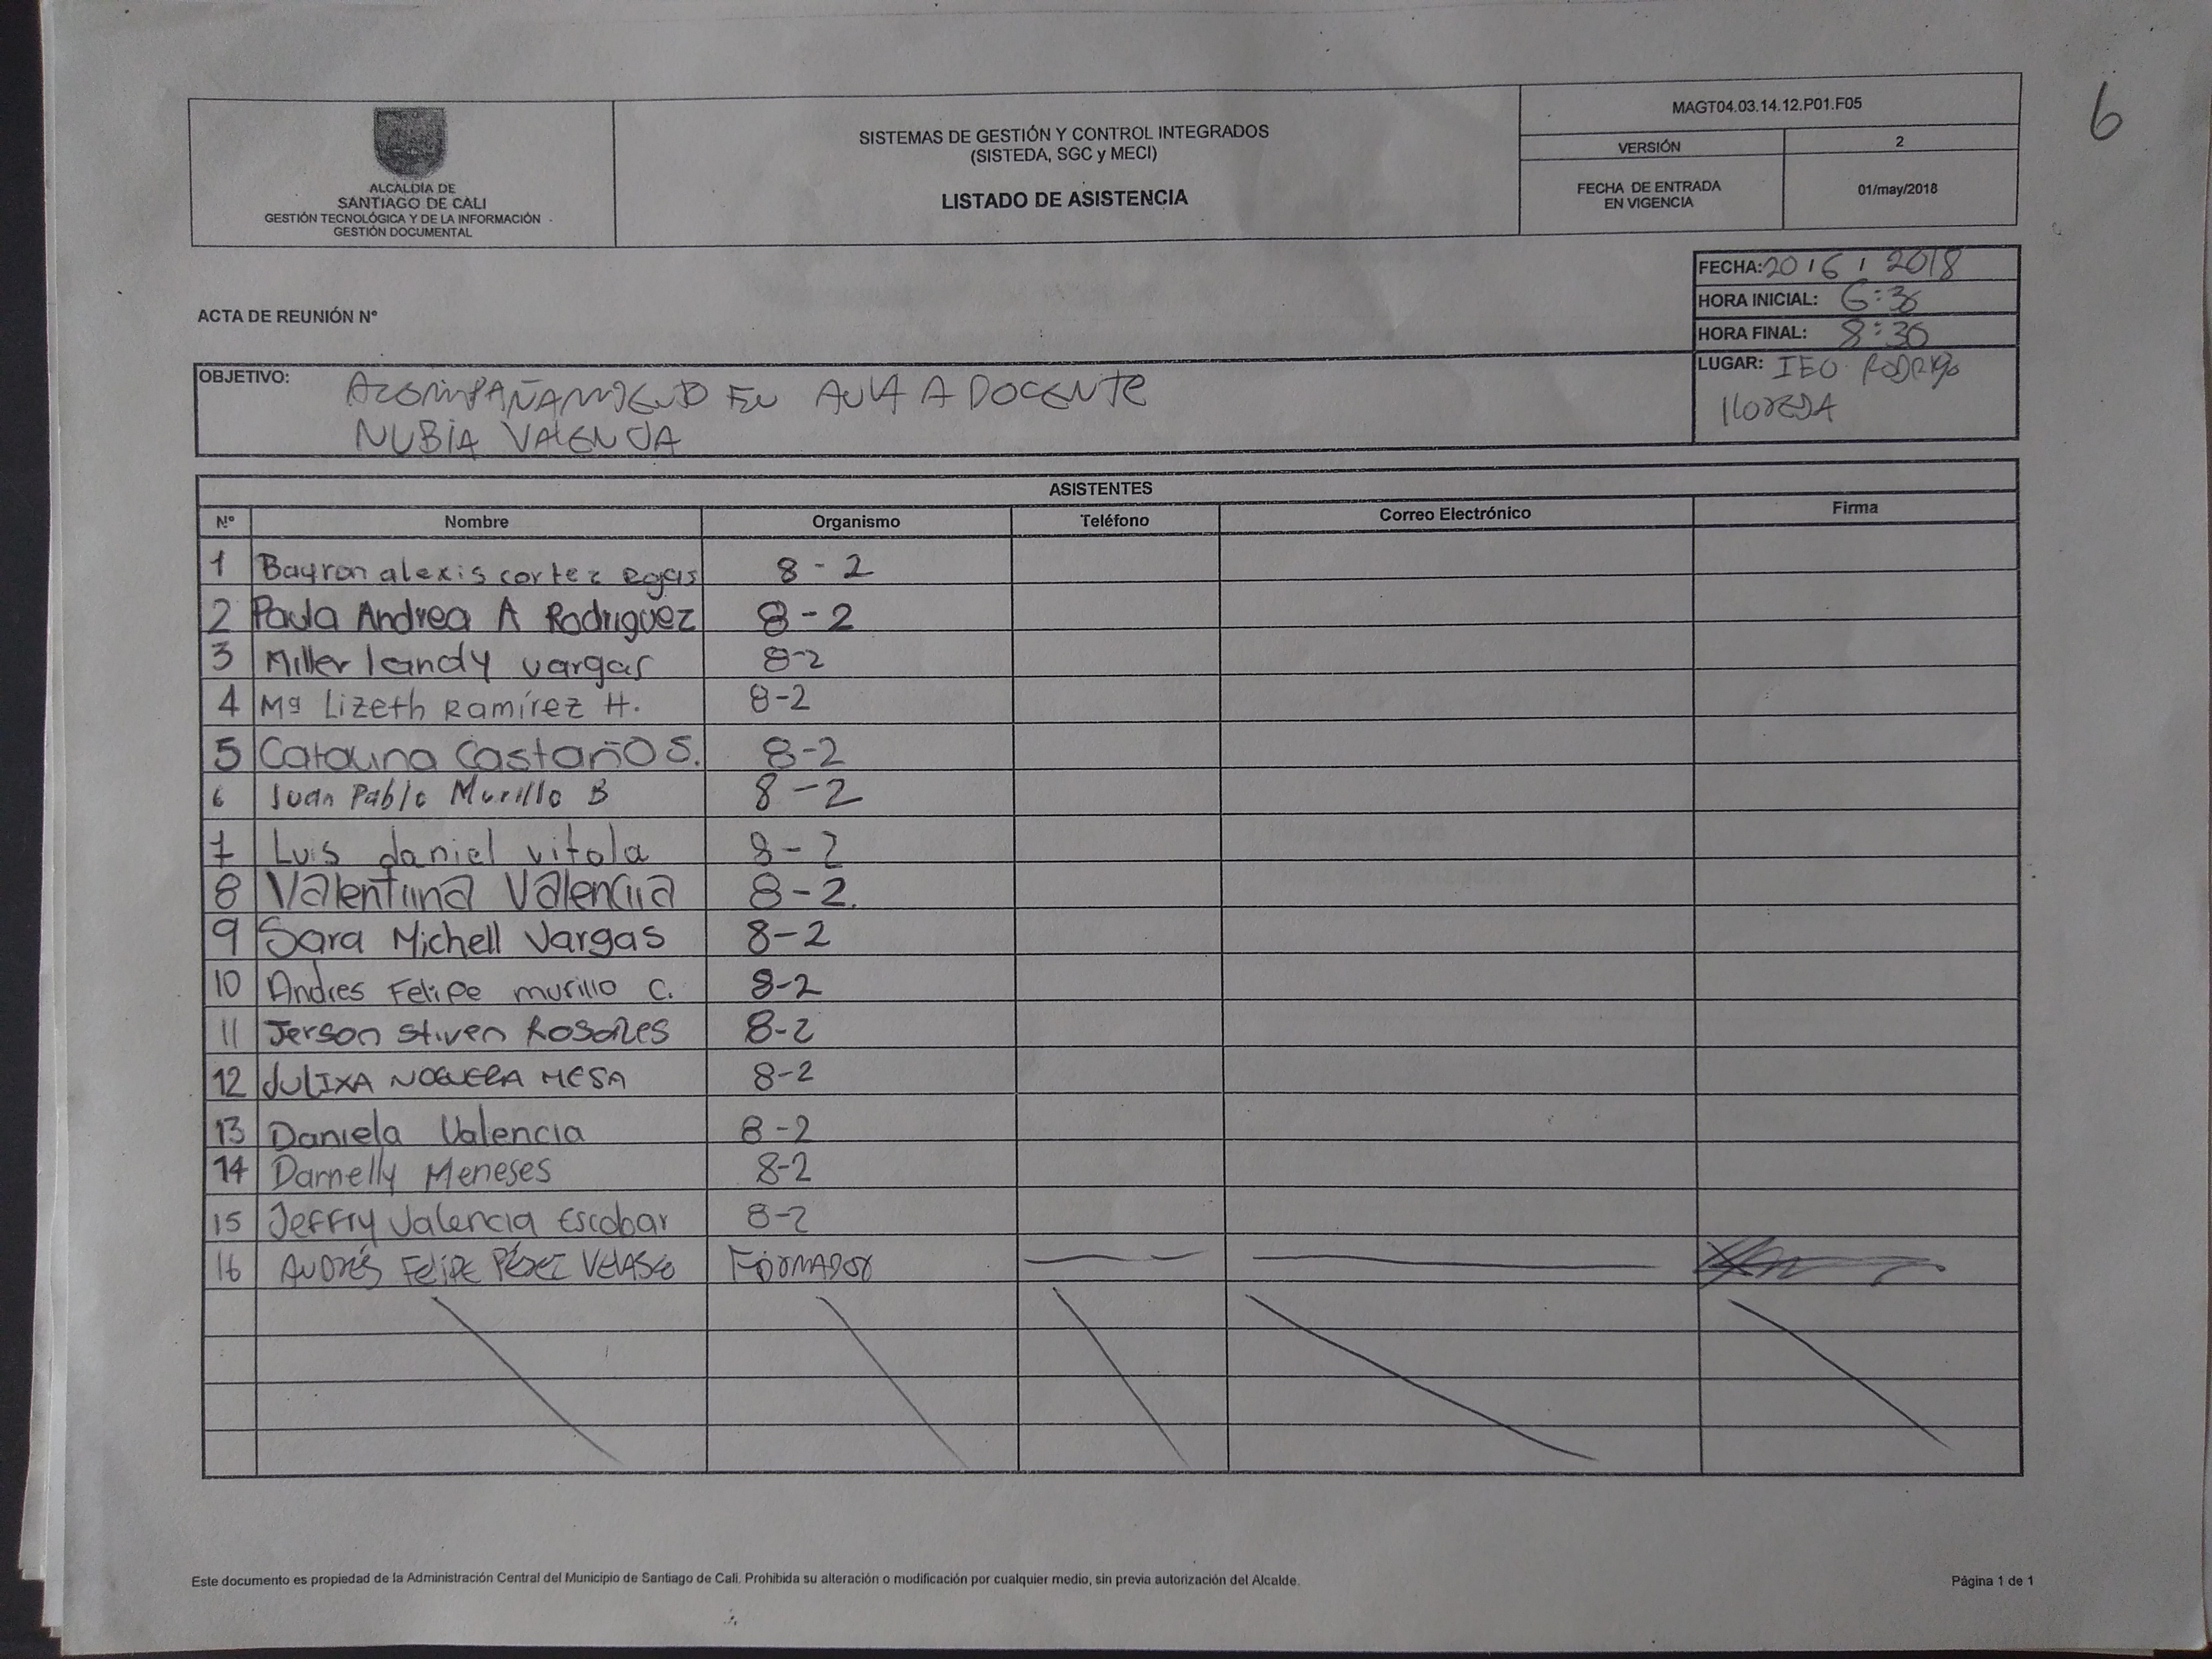 6
ALCALDÍA DE
SANTIAGO DE CALI
GESTIÓN TECNOLÓGICA Y DE LA INFORMACIÓN
GESTIÓN DOCUMENTAL
SISTEMAS DE GESTIÓN Y CONTROL INTEGRADOS
(SISTEDA, SGC y MECI)
LISTADO DE ASISTENCIA
MAGT04.03.14.12.P01.F05
VERSIÓN 2
FECHA DE ENTRADA
EN VIGENCIA 01/may/2018
FECHA: 20 / 6 / 2018
HORA INICIAL: 6:30
HORA FINAL: 8:30
ACTA DE REUNIÓN Nº
LUGAR: IEO RODRIGO
LLOREDA
OBJETIVO: ACOMPAÑAMIENTO EN AULA A DOCENTE
NUBIA VALENCIA
ASISTENTES
Nº Nombre Organismo Teléfono Correo Electrónico Firma
1 Bayron alexis cortez Rojas 8 - 2
2 Paula Andrea A Rodriguez 8 - 2
3 Miller landy vargas 8-2
4 Mª Lizeth Ramírez H. 8-2
5 Catalina Castaño S. 8-2
6 Juan Pablo Murillo B 8 - 2
7 Luis daniel vitola 8 - 2
8 Valentina Valencia 8 - 2.
9 Sara Michell Vargas 8-2
10 Andres Felipe murillo C. 8-2
11 Jerson stiven Rosales 8-2
12 JULIXA NOGUERA MESA 8-2
13 Daniela Valencia 8-2
14 Darnelly Meneses 8-2
15 Jeffry Valencia Escobar 8-2
16 ANDRÉS FELIPE PÉREZ VELASCO FORMADOR
Este documento es propiedad de la Administración Central del Municipio de Santiago de Cali. Prohibida su alteración o modificación por cualquier medio, sin previa autorización del Alcalde.
Página 1 de 1